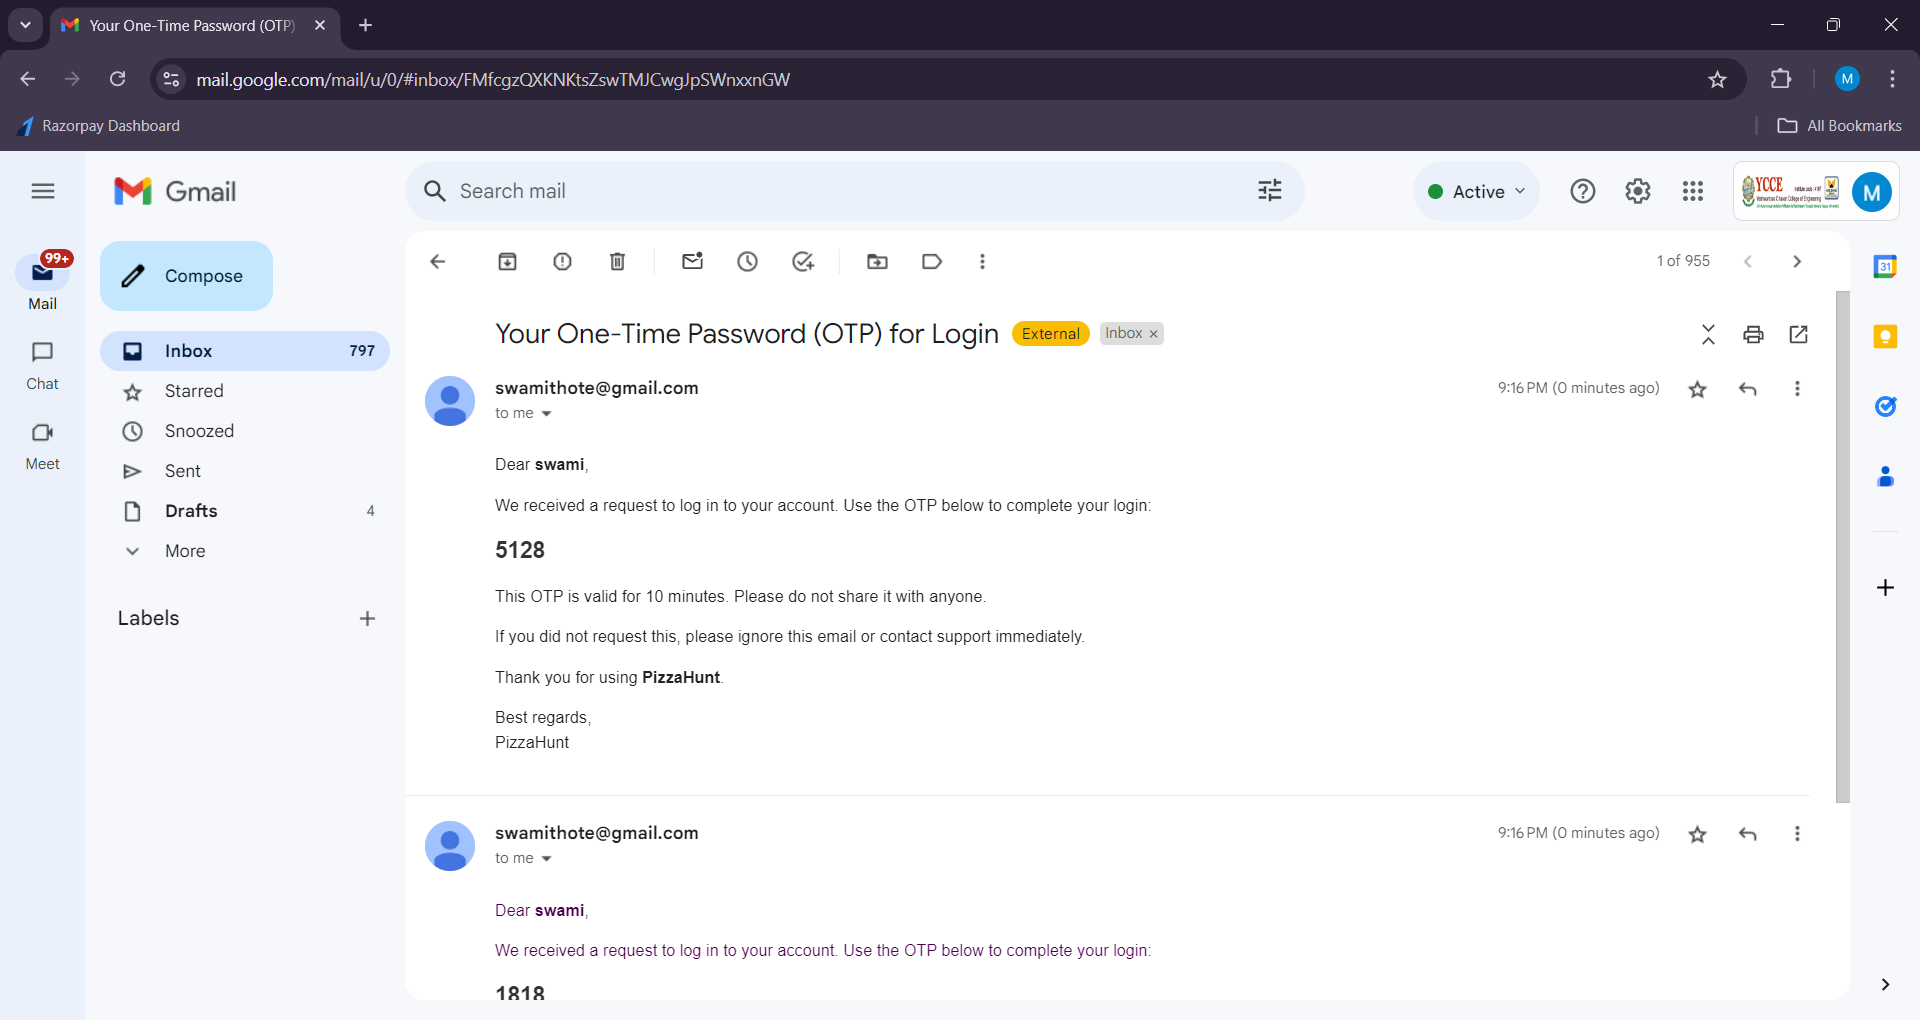 Your One-Time Password (OTP)
mail.google.com/mail/u/0/#inbox/FMfcgzQXKNKtsZswTMJCwgJpSWnxxnGW
M
Razorpay Dashboard
All Bookmarks
Gmail
Search mail
Active
YCCE
M
99+
Mail
Chat
Meet
Compose
Inbox 797
Starred
Snoozed
Sent
Drafts 4
More
Labels
1 of 955
31
Your One-Time Password (OTP) for Login External Inbox
swamithote@gmail.com 9:16 PM (0 minutes ago)
to me
Dear swami,
We received a request to log in to your account. Use the OTP below to complete your login:
5128
This OTP is valid for 10 minutes. Please do not share it with anyone.
If you did not request this, please ignore this email or contact support immediately.
Thank you for using PizzaHunt.
Best regards,
PizzaHunt
swamithote@gmail.com 9:16 PM (0 minutes ago)
to me
Dear swami,
We received a request to log in to your account. Use the OTP below to complete your login:
1818